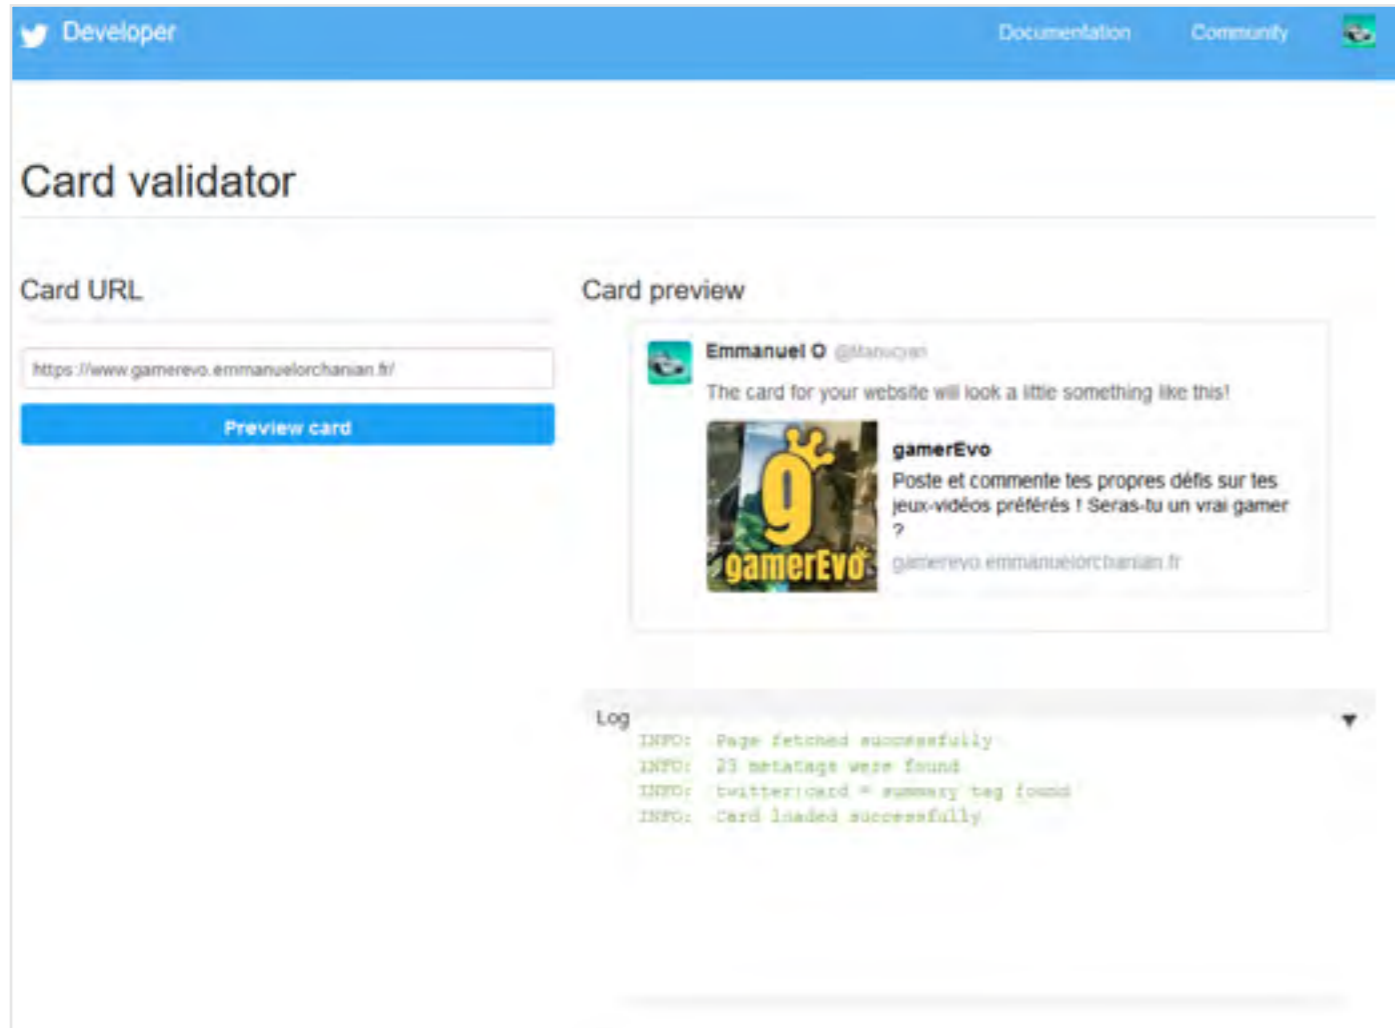 Developer
Documentation
Community
Card validator
Card URL
https://www.gamerevo.emmanuelorchanian.fr/
Preview card
Card preview
Emmanuel O @Manucyan
The card for your website will look a little something like this!
g
gamerEvo
gamerEvo
Poste et commente tes propres défis sur tes
jeux-vidéos préférés ! Seras-tu un vrai gamer
?
gamerevo.emmanuelorchanian.fr
Log
INFO: Page fetched successfully
INFO: 23 metatags were found
INFO: twitter:card = summary tag found
INFO: Card loaded successfully